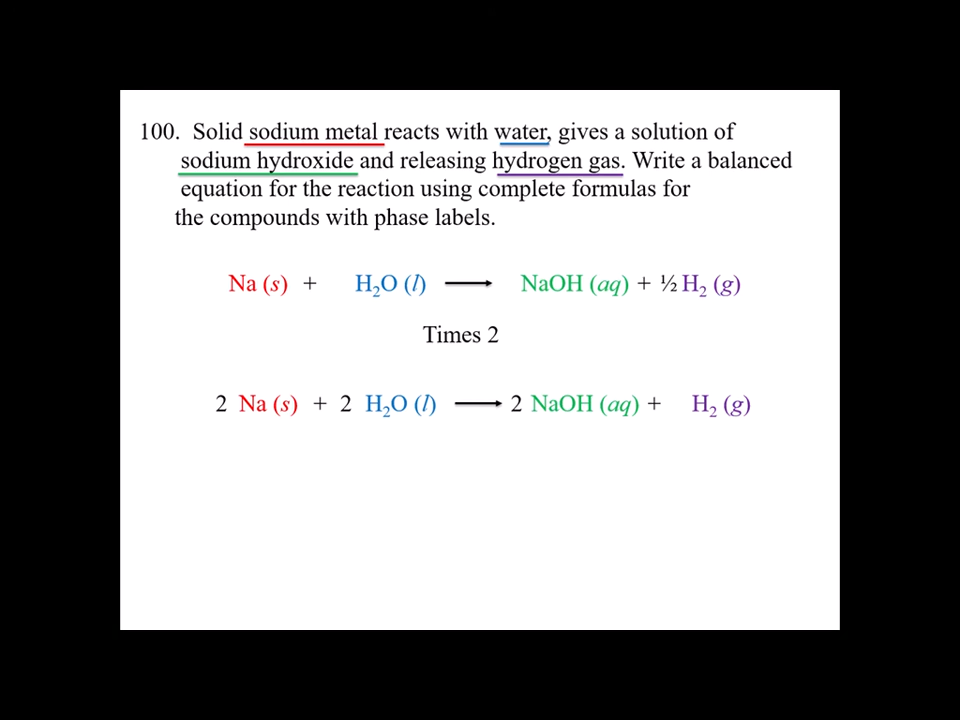 100. Solid sodium metal reacts with water, gives a solution of
sodium hydroxide and releasing hydrogen gas. Write a balanced
equation for the reaction using complete formulas for
the compounds with phase labels.
Na (s) + H₂O (l) ⟶ NaOH (aq) + ½ H₂ (g)
Times 2
2 Na (s) + 2 H₂O (l) ⟶ 2 NaOH (aq) + H₂ (g)